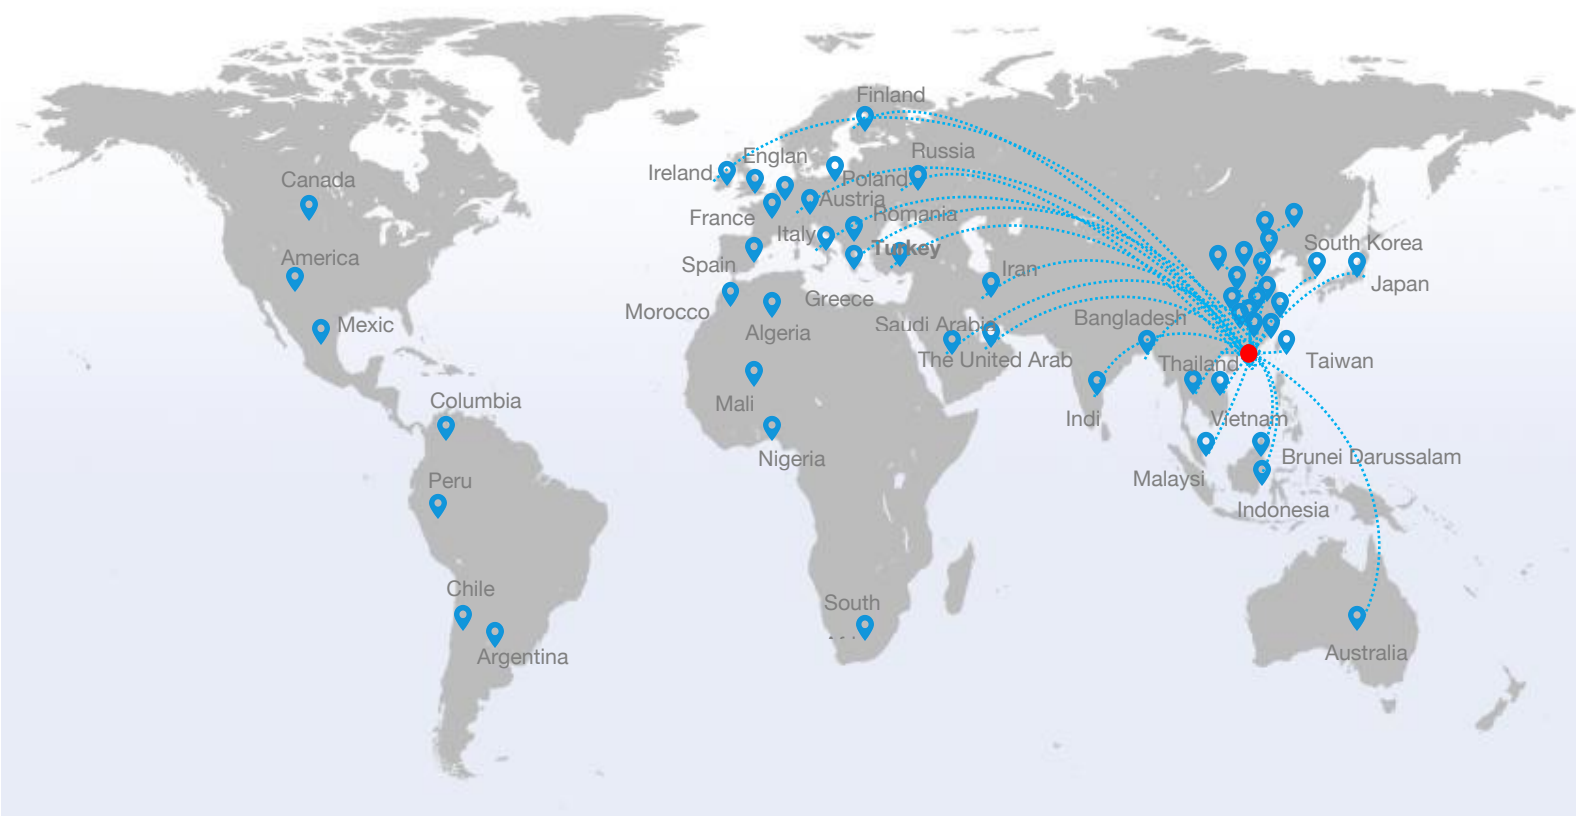 Finland
Russia
Englan
Ireland
Poland
Canada
Austria
France
Romania
Italy
South Korea
Turkey
America
Spain
Iran
Japan
Greece
Morocco
Bangladesh
Mexic
Saudi Arabia
Algeria
The United Arab
Thailand
Taiwan
Columbia
Mali
Indi
Vietnam
Nigeria
Brunei Darussalam
Peru
Malaysi
Indonesia
Chile
South
Australia
Argentina